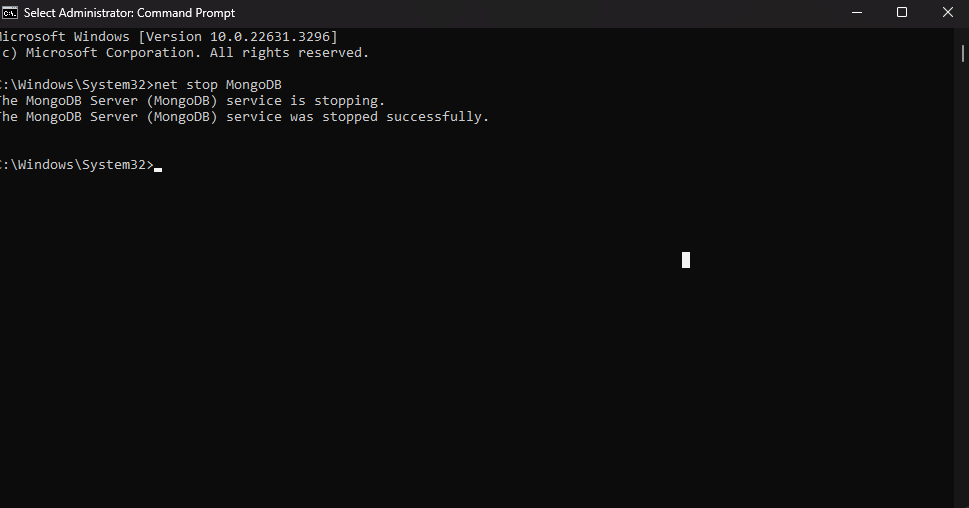 Select Administrator: Command Prompt
icrosoft Windows [Version 10.0.22631.3296]
c) Microsoft Corporation. All rights reserved.
:\Windows\System32>net stop MongoDB
he MongoDB Server (MongoDB) service is stopping.
he MongoDB Server (MongoDB) service was stopped successfully.
:\Windows\System32>